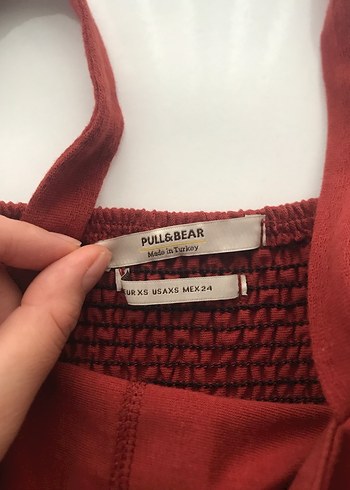 PULL&BEAR
Made in Turkey
EUR XS USA XS MEX 24